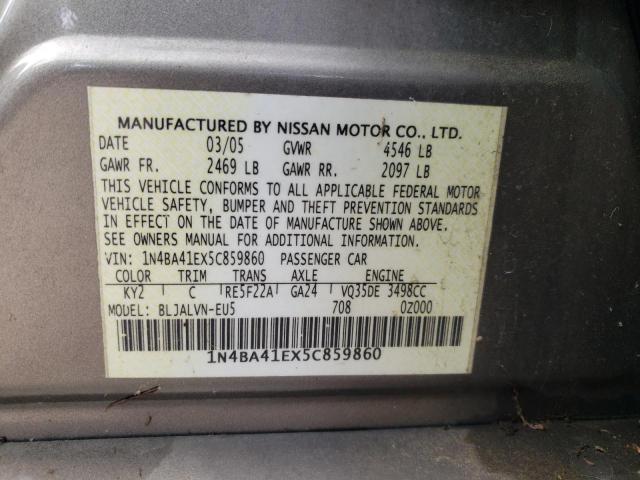 MANUFACTURED BY NISSAN MOTOR CO., LTD.
DATE 03/05 GVWR 4546 LB
GAWR FR. 2469 LB GAWR RR. 2097 LB
THIS VEHICLE CONFORMS TO ALL APPLICABLE FEDERAL MOTOR
VEHICLE SAFETY, BUMPER AND THEFT PREVENTION STANDARDS
IN EFFECT ON THE DATE OF MANUFACTURE SHOWN ABOVE.
SEE OWNERS MANUAL FOR ADDITIONAL INFORMATION.
VIN: 1N4BA41EX5C859860 PASSENGER CAR
COLOR TRIM TRANS AXLE ENGINE
KY2 C RE5F22A GA24 VQ35DE 3498CC
MODEL: BLJALVN-EU5 708 0Z000
1N4BA41EX5C859860